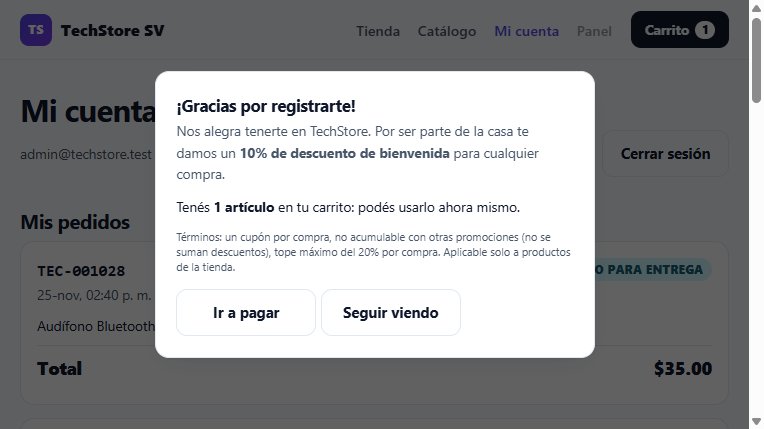 TS TechStore SV Tienda Catálogo Mi cuenta Panel Carrito 1
Mi cuenta
admin@techstore.test
Cerrar sesión
¡Gracias por registrarte!
Nos alegra tenerte en TechStore. Por ser parte de la casa te
damos un 10% de descuento de bienvenida para cualquier
compra.
Tenés 1 artículo en tu carrito: podés usarlo ahora mismo.
Términos: un cupón por compra, no acumulable con otras promociones (no se
suman descuentos), tope máximo del 20% por compra. Aplicable solo a productos
de la tienda.
Ir a pagar Seguir viendo
Mis pedidos
TEC-001028
O PARA ENTREGA
25-nov, 02:40 p. m.
Audífono Bluetooth
Total $35.00